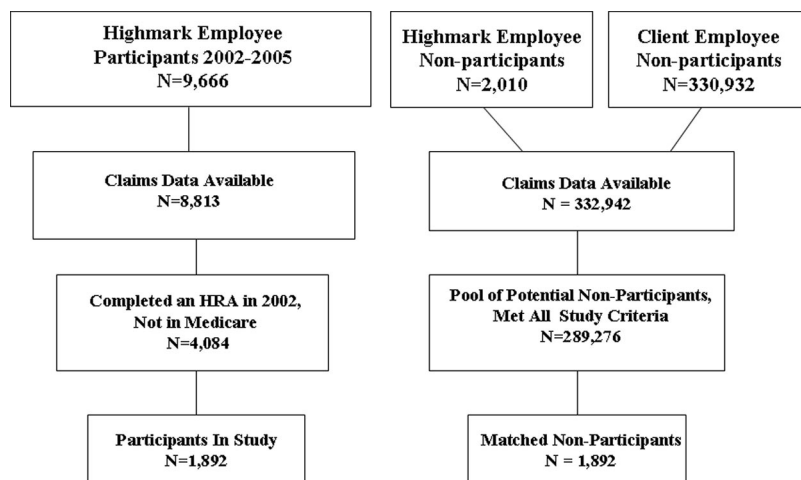 Highmark Employee
Participants 2002-2005
N=9,666
Highmark Employee
Non-participants
N=2,010
Client Employee
Non-participants
N=330,932
Claims Data Available
N=8,813
Claims Data Available
N = 332,942
Completed an HRA in 2002,
Not in Medicare
N=4,084
Pool of Potential Non-Participants,
Met All Study Criteria
N=289,276
Participants In Study
N=1,892
Matched Non-Participants
N = 1,892